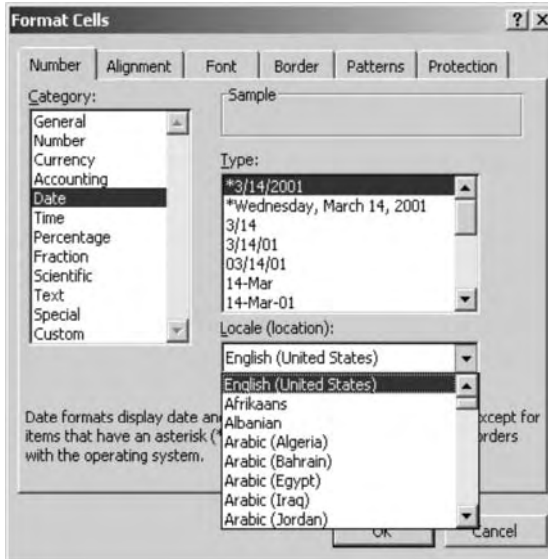 Format Cells
? x
Number Alignment Font Border Patterns Protection
Category:
General
Number
Currency
Accounting
Date
Time
Percentage
Fraction
Scientific
Text
Special
Custom
Sample
Type:
*3/14/2001
*Wednesday, March 14, 2001
3/14
3/14/01
03/14/01
14-Mar
14-Mar-01
Locale (location):
English (United States)
English (United States)
Afrikaans
Albanian
Arabic (Algeria)
Arabic (Bahrain)
Arabic (Egypt)
Arabic (Iraq)
Arabic (Jordan)
Date formats display date and xcept for
items that have an asterisk (* orders
with the operating system.
OK Cancel